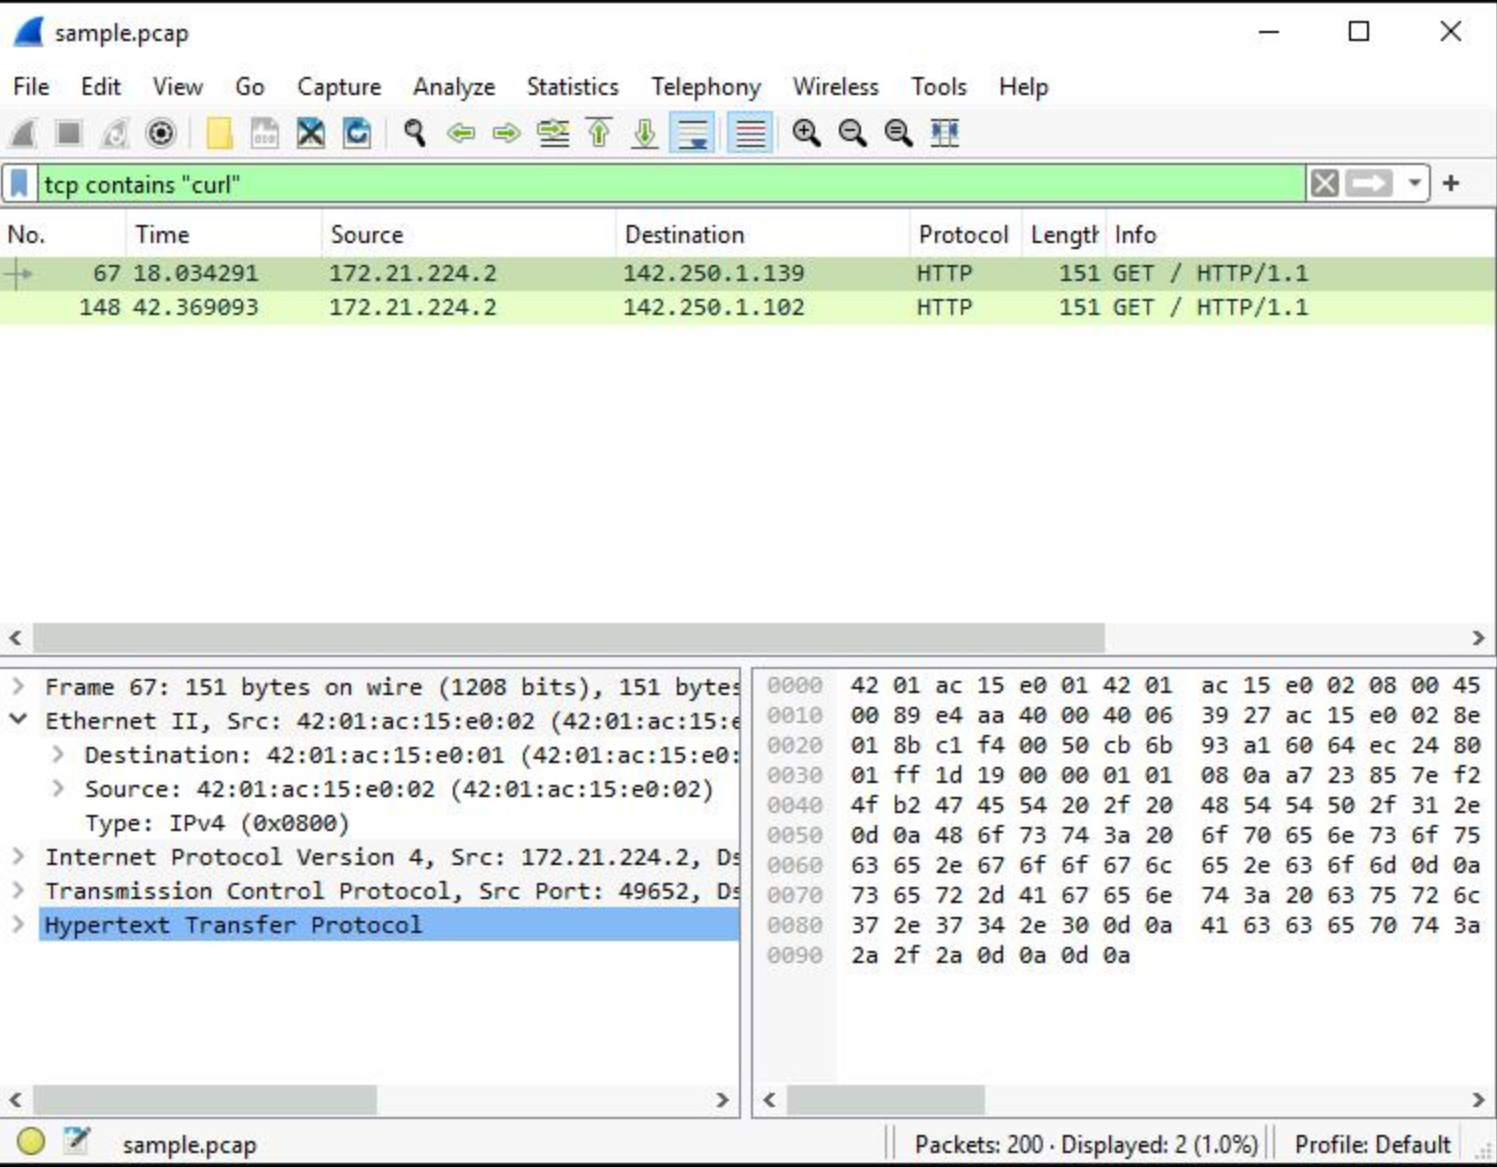 sample.pcap
File Edit View Go Capture Analyze Statistics Telephony Wireless Tools Help
tcp contains "curl"
No. Time Source Destination Protocol Length Info
67 18.034291 172.21.224.2 142.250.1.139 HTTP 151 GET / HTTP/1.1
148 42.369093 172.21.224.2 142.250.1.102 HTTP 151 GET / HTTP/1.1
Frame 67: 151 bytes on wire (1208 bits), 151 bytes
Ethernet II, Src: 42:01:ac:15:e0:02 (42:01:ac:15:e
Destination: 42:01:ac:15:e0:01 (42:01:ac:15:e0:
Source: 42:01:ac:15:e0:02 (42:01:ac:15:e0:02)
Type: IPv4 (0x0800)
Internet Protocol Version 4, Src: 172.21.224.2, Ds
Transmission Control Protocol, Src Port: 49652, Ds
Hypertext Transfer Protocol
0000 42 01 ac 15 e0 01 42 01 ac 15 e0 02 08 00 45
0010 00 89 e4 aa 40 00 40 06 39 27 ac 15 e0 02 8e
0020 01 8b c1 f4 00 50 cb 6b 93 a1 60 64 ec 24 80
0030 01 ff 1d 19 00 00 01 01 08 0a a7 23 85 7e f2
0040 4f b2 47 45 54 20 2f 20 48 54 54 50 2f 31 2e
0050 0d 0a 48 6f 73 74 3a 20 6f 70 65 6e 73 6f 75
0060 63 65 2e 67 6f 6f 67 6c 65 2e 63 6f 6d 0d 0a
0070 73 65 72 2d 41 67 65 6e 74 3a 20 63 75 72 6c
0080 37 2e 37 34 2e 30 0d 0a 41 63 63 65 70 74 3a
0090 2a 2f 2a 0d 0a 0d 0a
sample.pcap
Packets: 200 · Displayed: 2 (1.0%)
Profile: Default